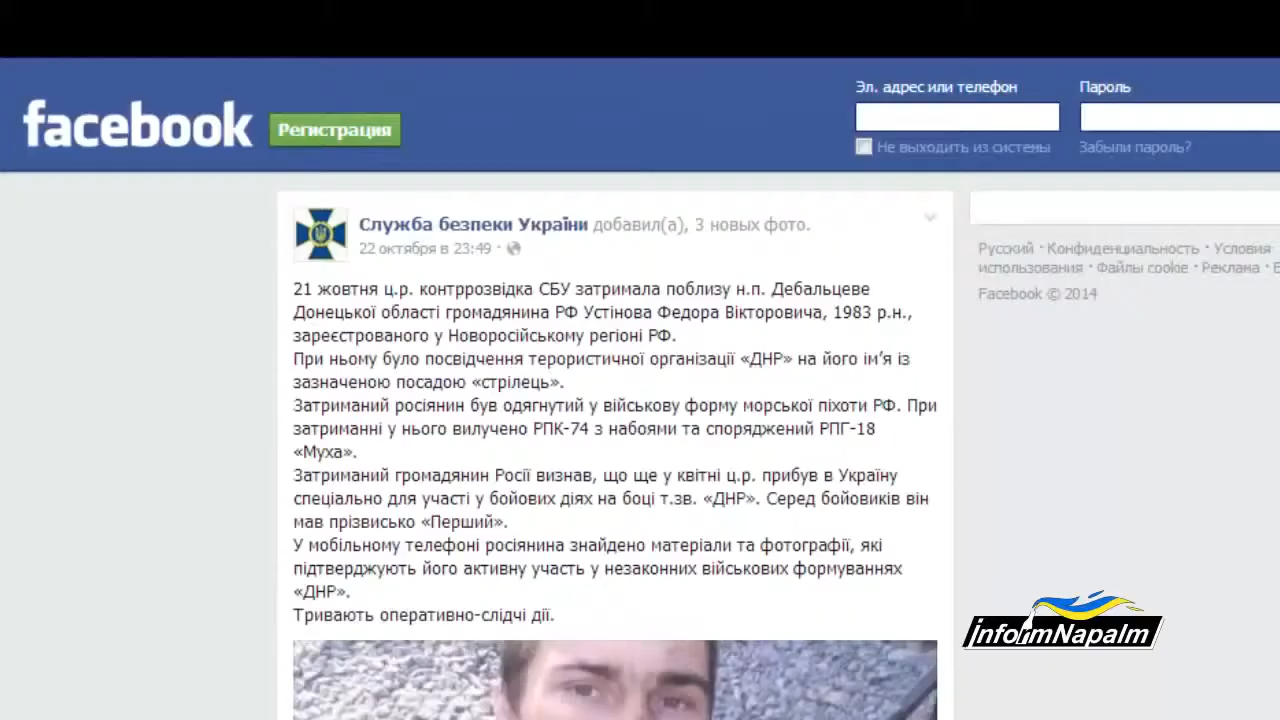 facebook
Регистрация
Эл. адрес или телефон
Пароль
Не выходить из системы
Забыли пароль?
Служба безпеки України добавил(а), 3 новых фото.
22 октября в 23:49 ·
21 жовтня ц.р. контррозвідка СБУ затримала поблизу н.п. Дебальцеве
Донецької області громадянина РФ Устінова Федора Вікторовича, 1983 р.н.,
зареєстрованого у Новоросійському регіоні РФ.
При ньому було посвідчення терористичної організації «ДНР» на його ім’я із
зазначеною посадою «стрілець».
Затриманий росіянин був одягнутий у військову форму морської піхоти РФ. При
затриманні у нього вилучено РПК-74 з набоями та споряджений РПГ-18
«Муха».
Затриманий громадянин Росії визнав, що ще у квітні ц.р. прибув в Україну
спеціально для участі у бойових діях на боці т.зв. «ДНР». Серед бойовиків він
мав прізвисько «Перший».
У мобільному телефоні росіянина знайдено матеріали та фотографії, які
підтверджують його активну участь у незаконних військових формуваннях
«ДНР».
Тривають оперативно-слідчі дії.
Русский · Конфиденциальность · Условия
использования · Файлы cookie · Реклама ·
Facebook © 2014
informNapalm